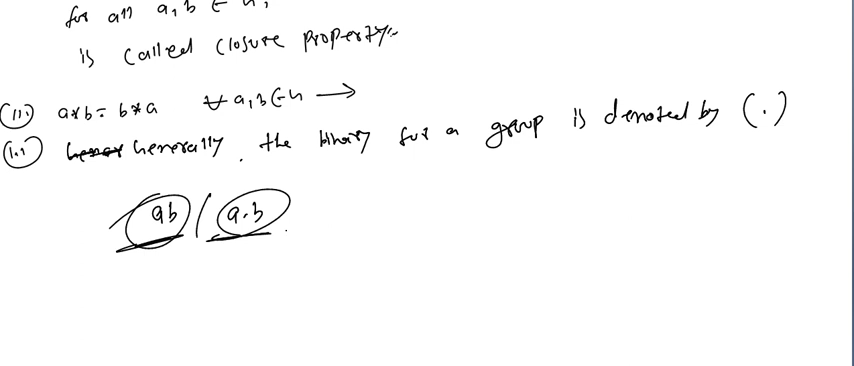 for all a, b ∈ G,
is called closure property:-
(ii) a*b = b*a ∀ a, b ∈ G →
(iii) Generally, the binary for a group is denoted by (.)
ab / a.b